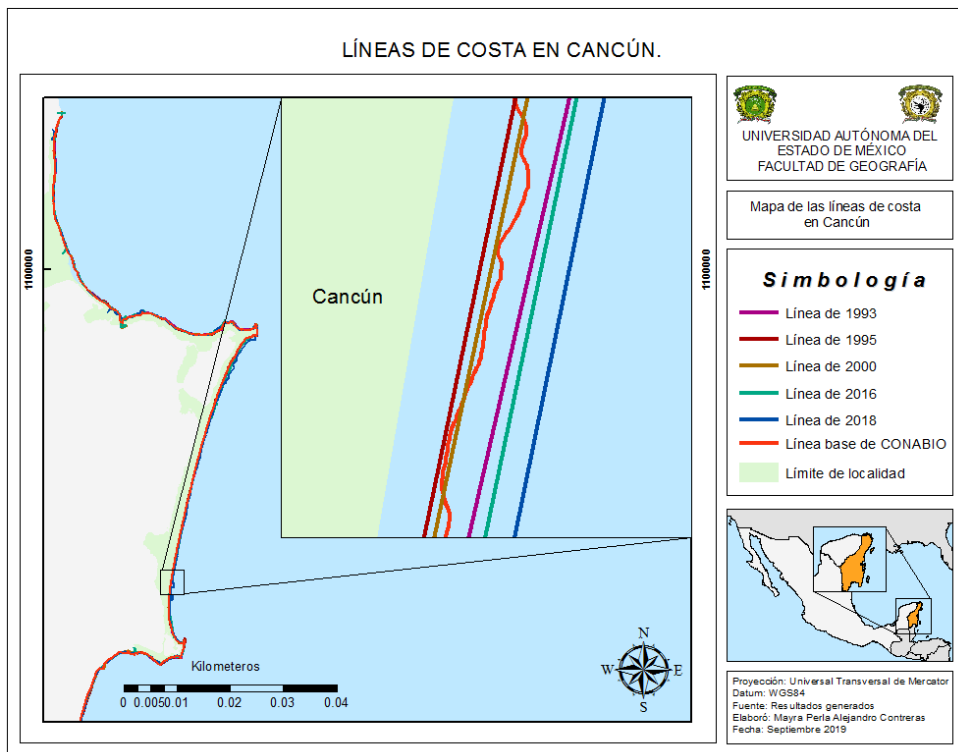 LÍNEAS DE COSTA EN CANCÚN.
1100000
1100000
Cancún
Kilometeros
0 0.0050.01 0.02 0.03 0.04
N
W E
S
UNIVERSIDAD AUTÓNOMA DEL
ESTADO DE MÉXICO
FACULTAD DE GEOGRAFÍA
Mapa de las líneas de costa
en Cancún
Simbología
Línea de 1993
Línea de 1995
Línea de 2000
Línea de 2016
Línea de 2018
Línea base de CONABIO
Límite de localidad
Proyección: Universal Transversal de Mercator
Datum: WGS84
Fuente: Resultados generados
Elaboró: Mayra Perla Alejandro Contreras
Fecha: Septiembre 2019